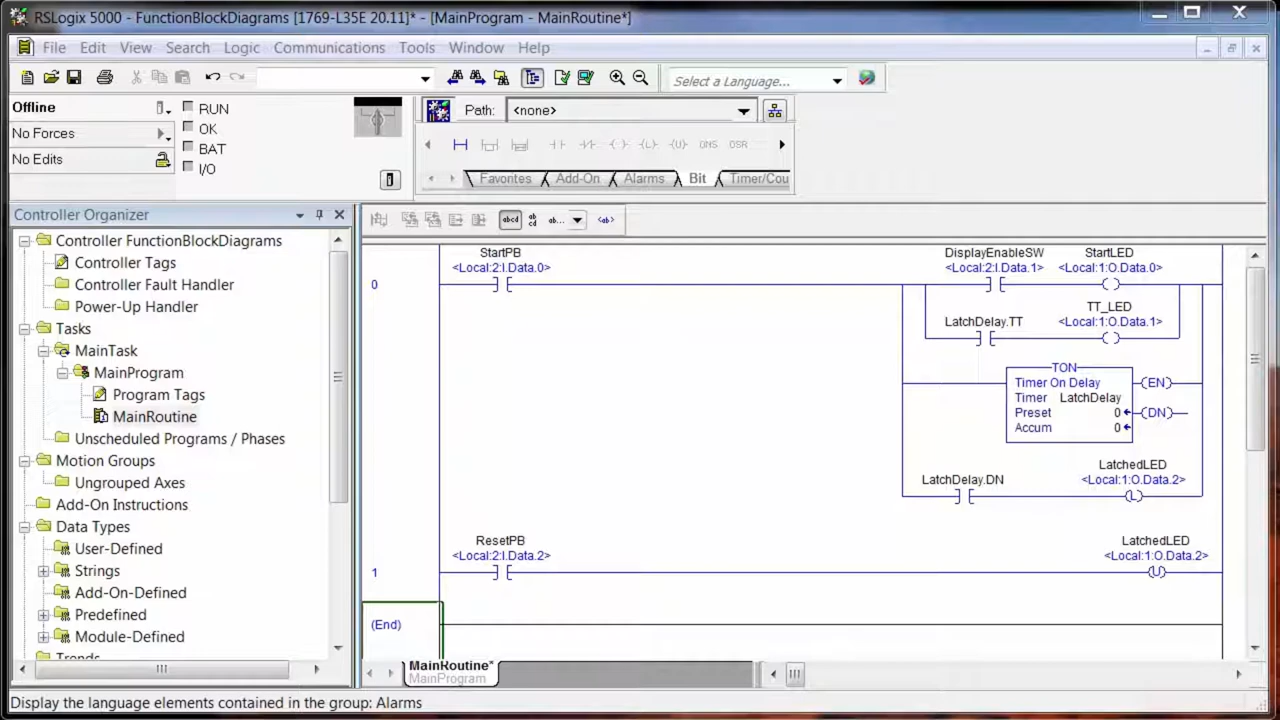 RSLogix 5000 - FunctionBlockDiagrams [1769-L35E 20.11]* - [MainProgram - MainRoutine*]
File Edit View Search Logic Communications Tools Window Help
Select a Language...
Offline
RUN
No Forces
OK
No Edits
BAT
I/O
Path: <none>
Favorites Add-On Alarms Bit Timer/Cou
Controller Organizer
Controller FunctionBlockDiagrams
Controller Tags
Controller Fault Handler
Power-Up Handler
Tasks
MainTask
MainProgram
Program Tags
MainRoutine
Unscheduled Programs / Phases
Motion Groups
Ungrouped Axes
Add-On Instructions
Data Types
User-Defined
Strings
Add-On-Defined
Predefined
Module-Defined
Trends
StartPB
<Local:2:I.Data.0>
DisplayEnableSW
<Local:2:I.Data.1>
StartLED
<Local:1:O.Data.0>
0
TT_LED
LatchDelay.TT
<Local:1:O.Data.1>
TON
Timer On Delay
EN
Timer LatchDelay
Preset 0
DN
Accum 0
LatchedLED
LatchDelay.DN
<Local:1:O.Data.2>
L
ResetPB
<Local:2:I.Data.2>
LatchedLED
<Local:1:O.Data.2>
1
U
(End)
MainRoutine*
MainProgram
Display the language elements contained in the group: Alarms